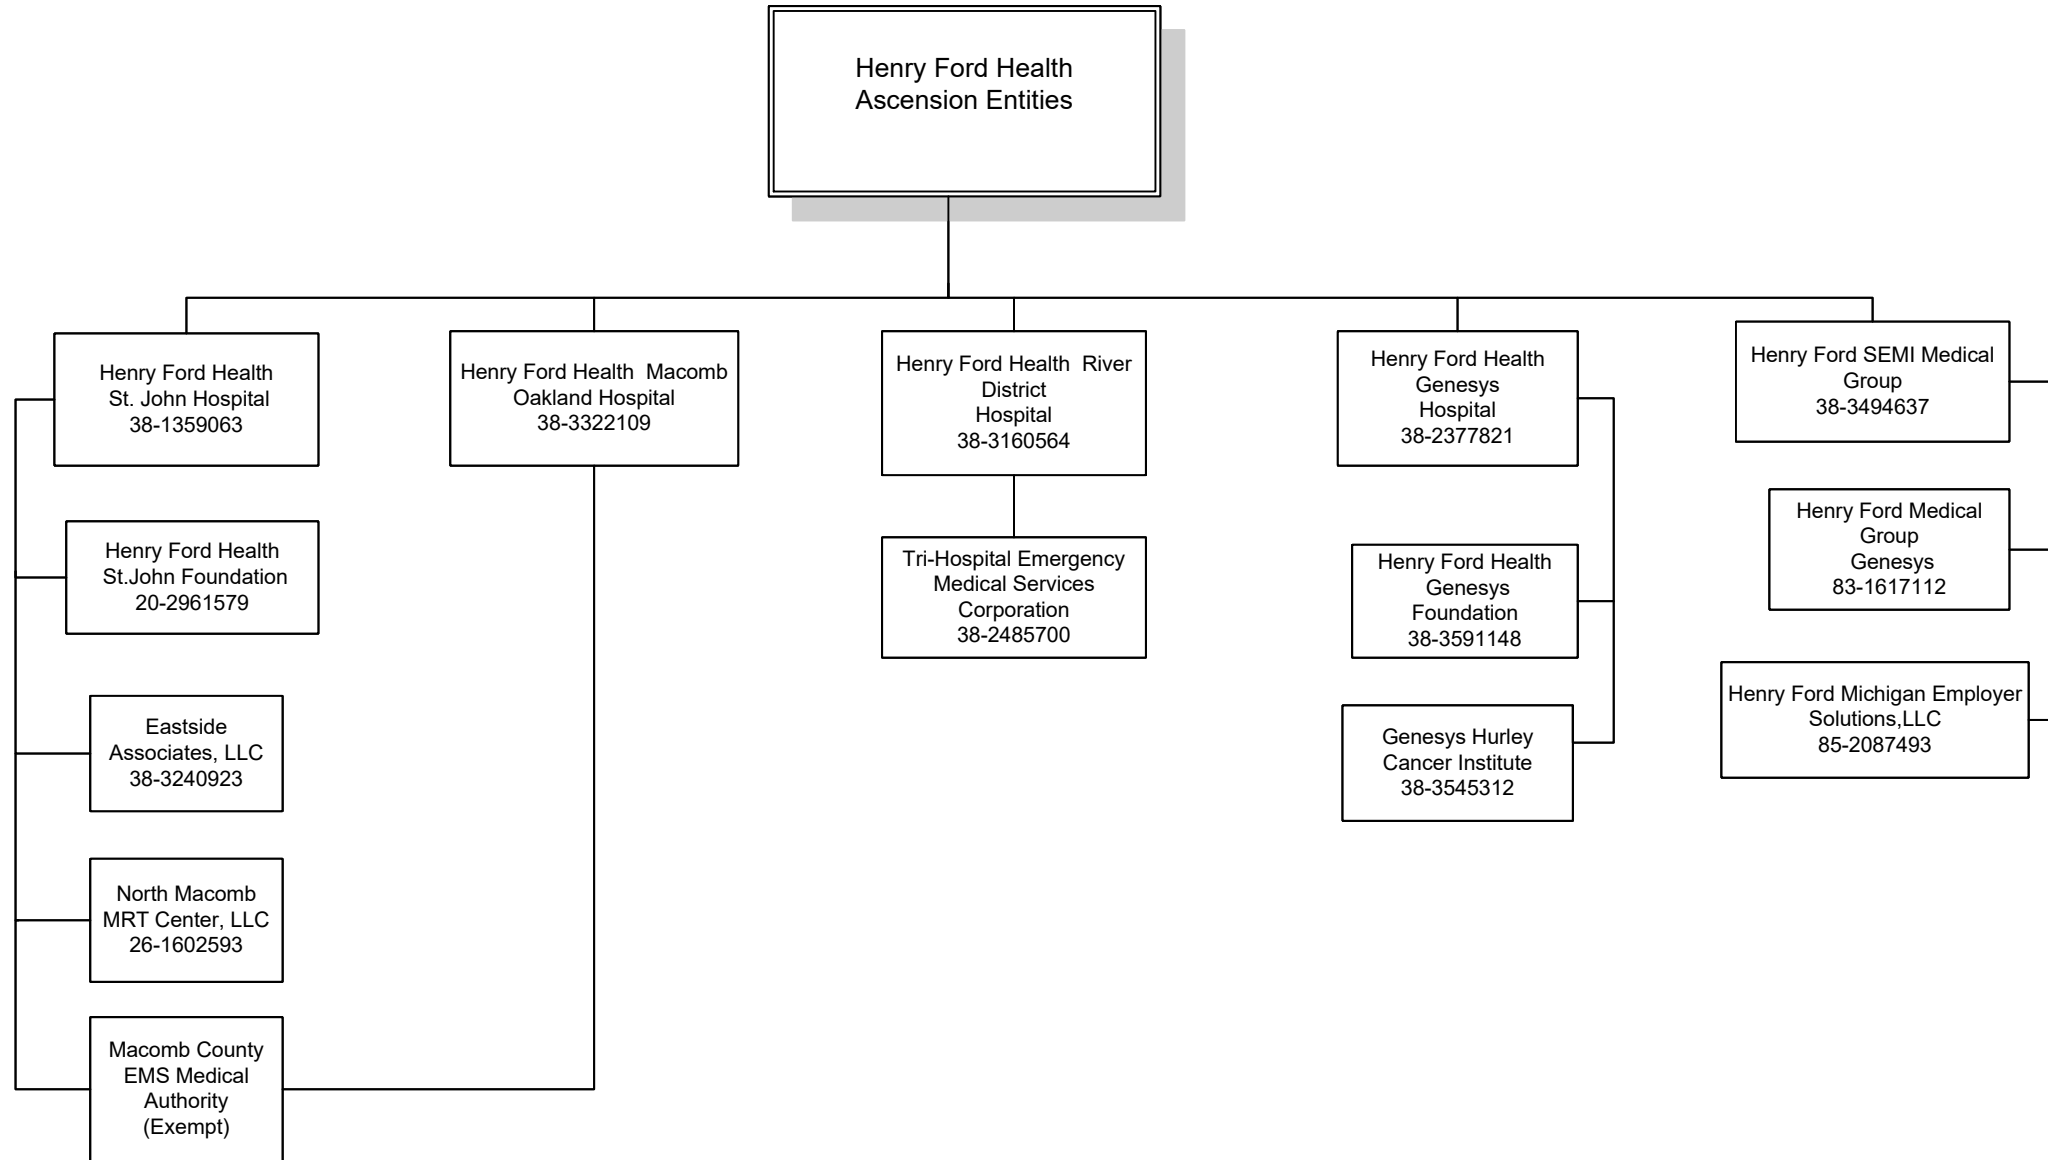 Henry Ford Health
Ascension Entities
Henry Ford Health
St. John Hospital
38-1359063
Henry Ford Health  Macomb
Oakland Hospital
38-3322109
Henry Ford Health  River
District
Hospital
38-3160564
Henry Ford Health
Genesys
Hospital
38-2377821
Henry Ford SEMI Medical
Group
38-3494637
Henry Ford Health
St.John Foundation
20-2961579
Tri-Hospital Emergency
Medical Services
Corporation
38-2485700
Henry Ford Health
Genesys
Foundation
38-3591148
Henry Ford Medical
Group
Genesys
83-1617112
Eastside
Associates, LLC
38-3240923
Genesys Hurley
Cancer Institute
38-3545312
Henry Ford Michigan Employer
Solutions,LLC
85-2087493
North Macomb
MRT Center, LLC
26-1602593
Macomb County
EMS Medical
Authority
(Exempt)